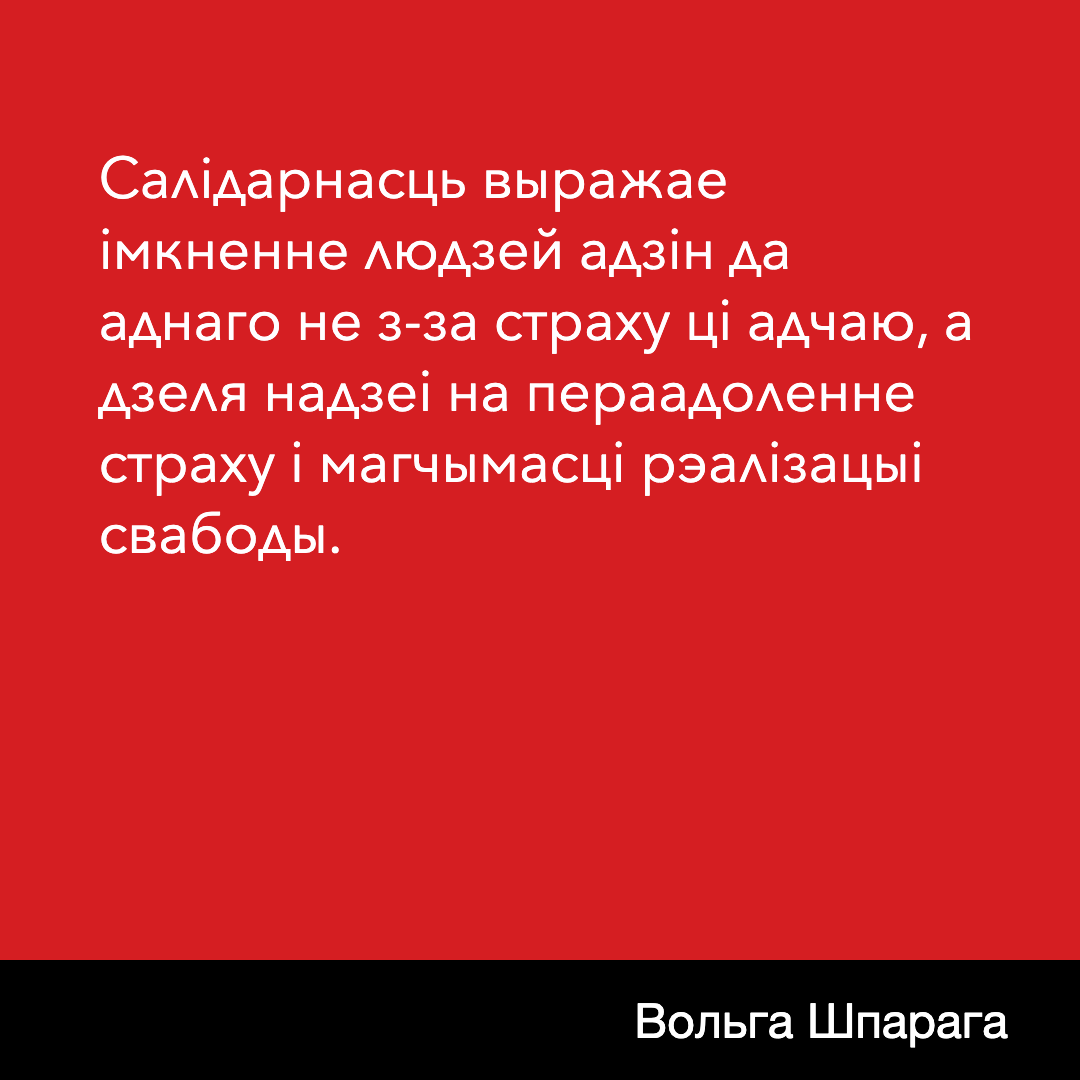 Салідарнасць выражае
імкненне людзей адзін да
аднаго не з-за страху ці адчаю, а
дзеля надзеі на пераадоленне
страху і магчымасці рэалізацыі
свабоды.
Вольга Шпарага